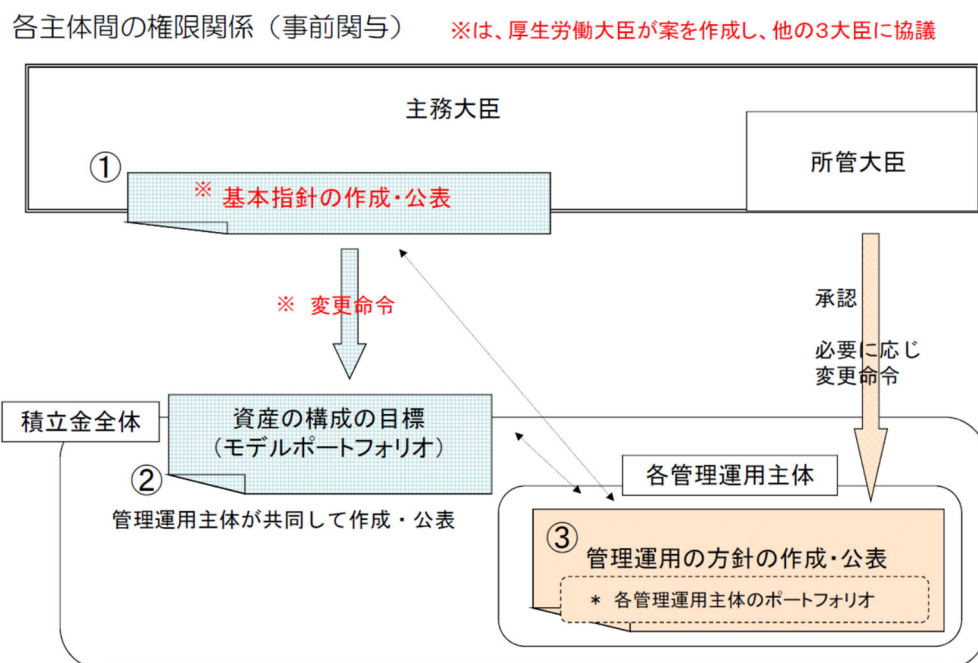 各主体間の権限関係（事前関与）
※は、厚生労働大臣が案を作成し、他の3大臣に協議
主務大臣
所管大臣
①
※ 基本指針の作成・公表
※ 変更命令
承認
必要に応じ
変更命令
積立金全体
資産の構成の目標
（モデルポートフォリオ）
②
管理運用主体が共同して作成・公表
各管理運用主体
③
管理運用の方針の作成・公表
* 各管理運用主体のポートフォリオ